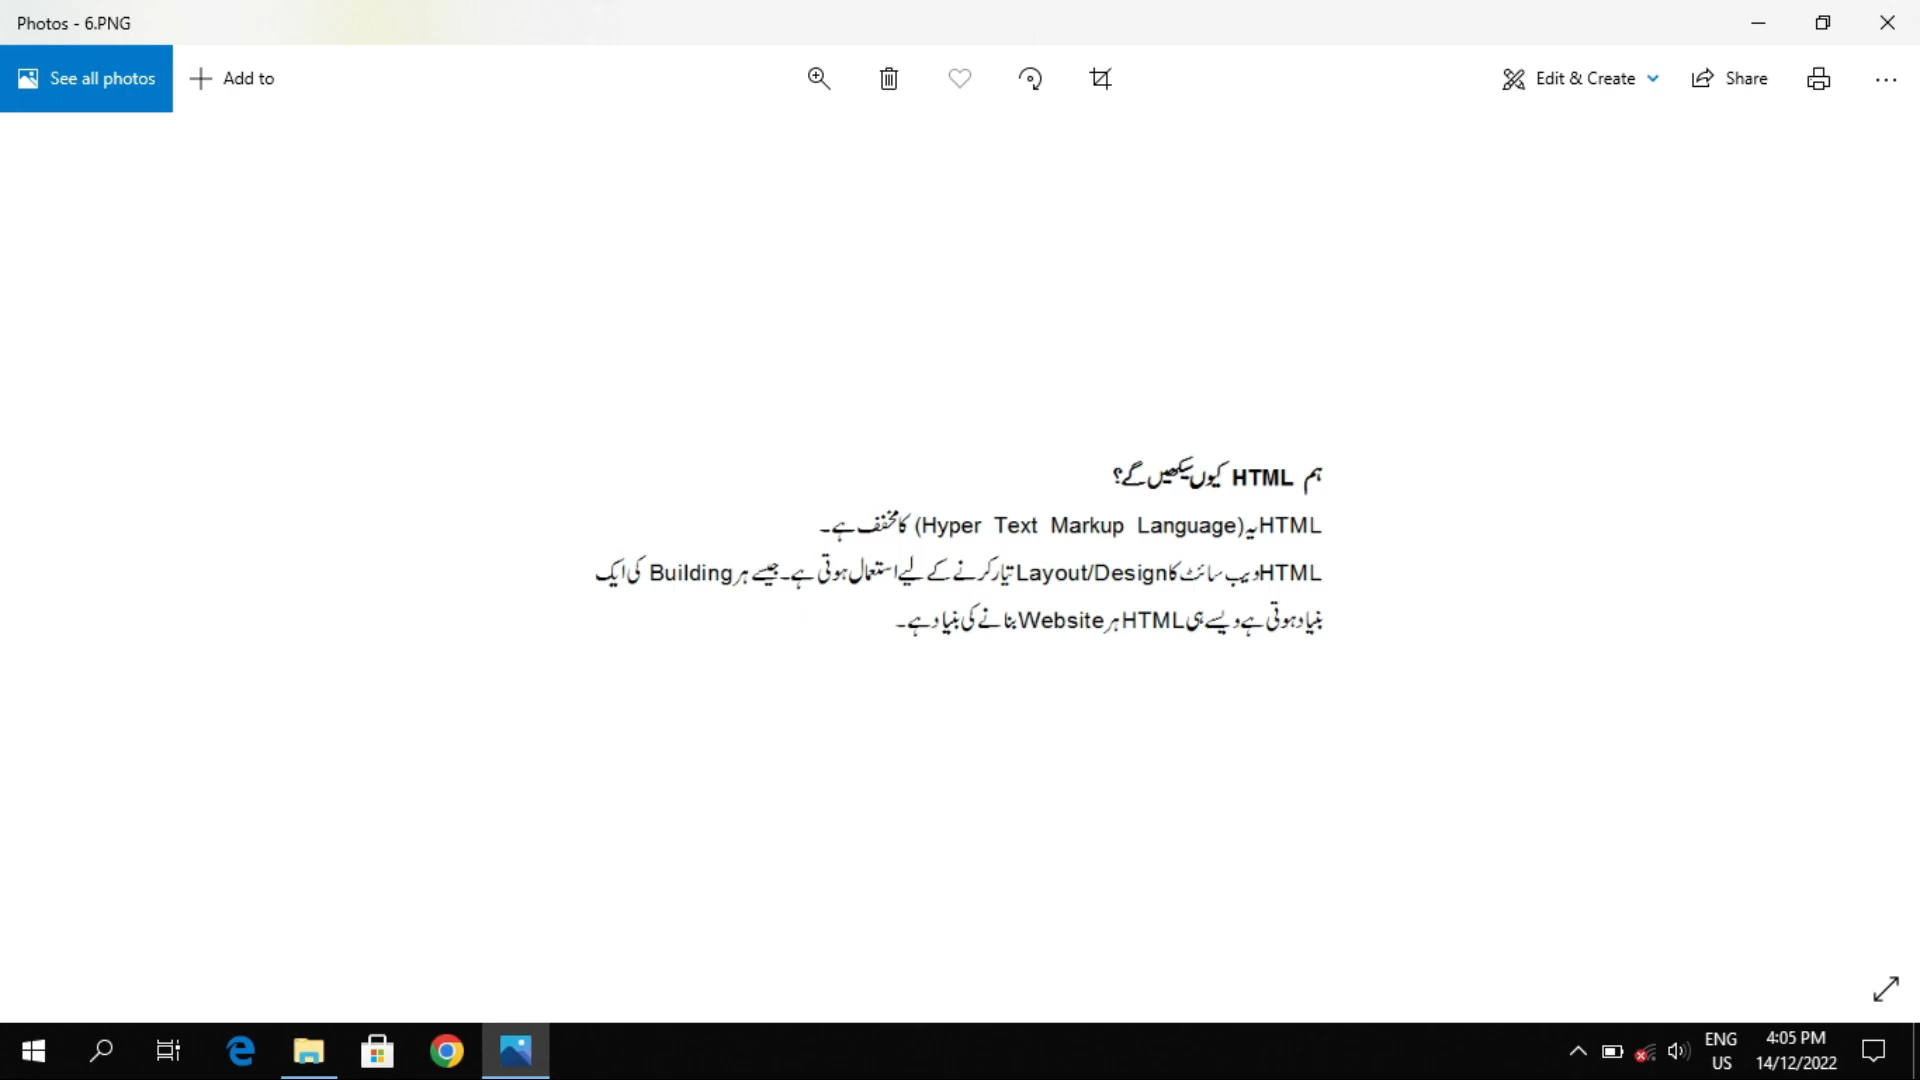 Photos - 6.PNG
See all photos
Add to
Edit & Create
Share
ہم HTML کیوں سیکھیں گے؟
HTML یہ (Hyper Text Markup Language) کا مخفف ہے۔
HTML ویب سائٹ کا Layout/Design تیار کرنے کے لیے استعمال ہوتی ہے۔ جیسے ہر Building کی ایک
بنیاد ہوتی ہے ویسے ہی HTML ہر Website بنانے کی بنیاد ہے۔
ENG
US
4:05 PM
14/12/2022